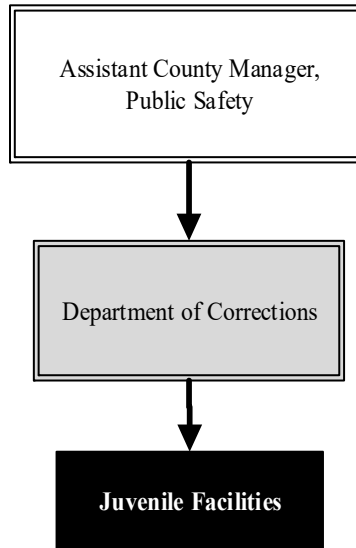 Assistant County Manager,
Public Safety
Department of Corrections
Juvenile Facilities